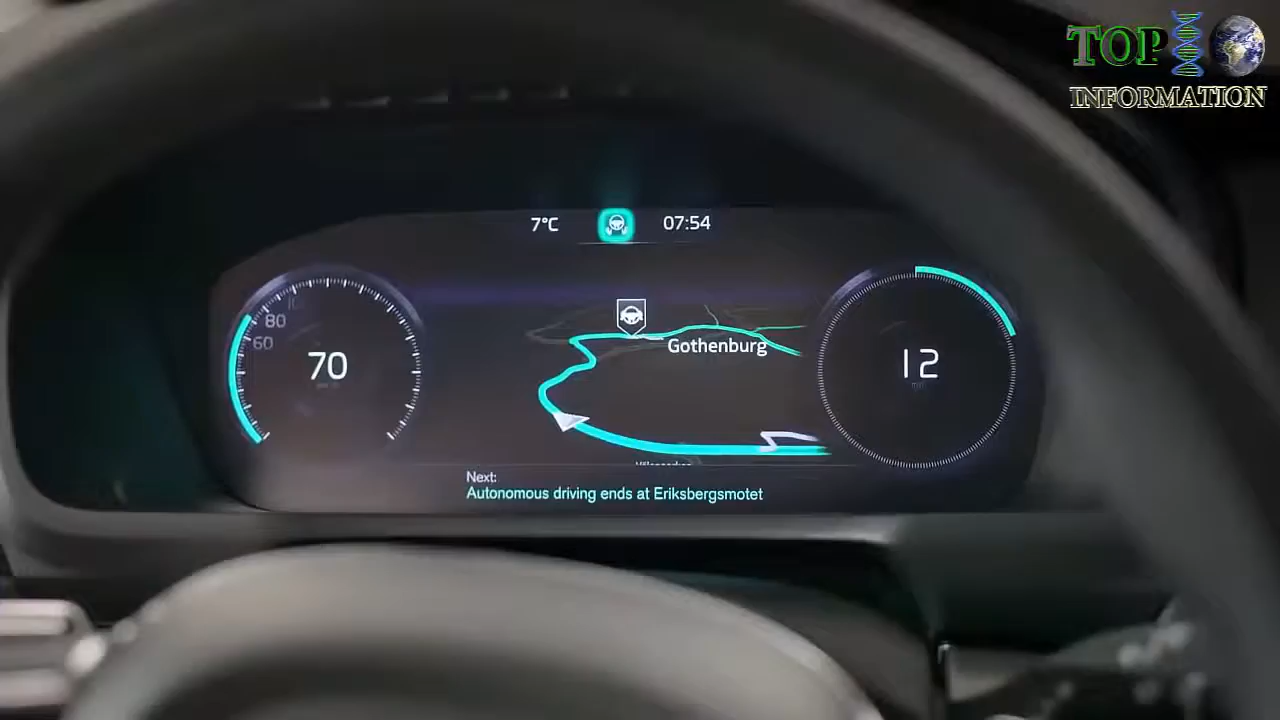 TOP
INFORMATION
7°C
07:54
80
60
70
12
Gothenburg
Next:
Autonomous driving ends at Eriksbergsmotet